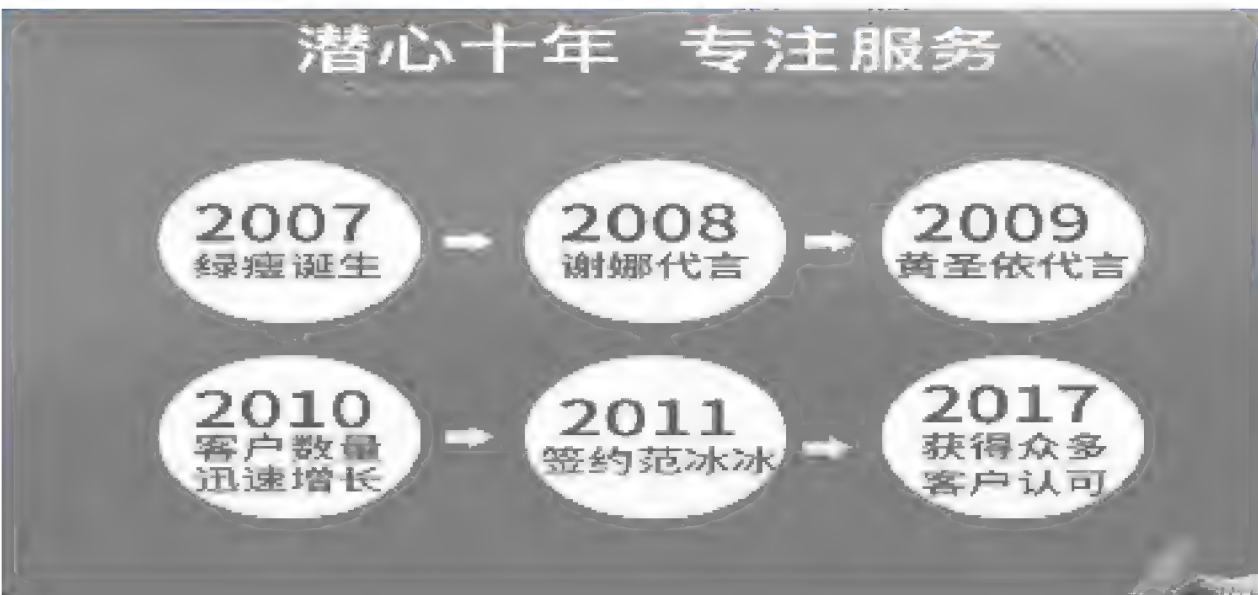 潜心十年 专注服务
2007
绿瘦诞生
2008
谢娜代言
2009
黄圣依代言
2010
客户数量
迅速增长
2011
签约范冰冰
2017
获得众多
客户认可